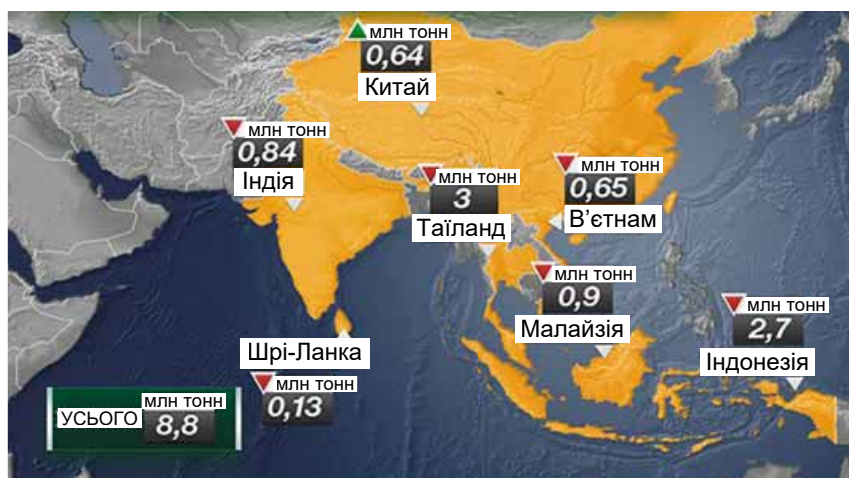 МЛН ТОНН
0,64
Китай
МЛН ТОНН
0,84
Індія
МЛН ТОНН
3
Таїланд
МЛН ТОНН
0,65
В’єтнам
МЛН ТОНН
0,9
Малайзія
МЛН ТОНН
2,7
Індонезія
Шрі-Ланка
МЛН ТОНН
0,13
УСЬОГО
МЛН ТОНН
8,8